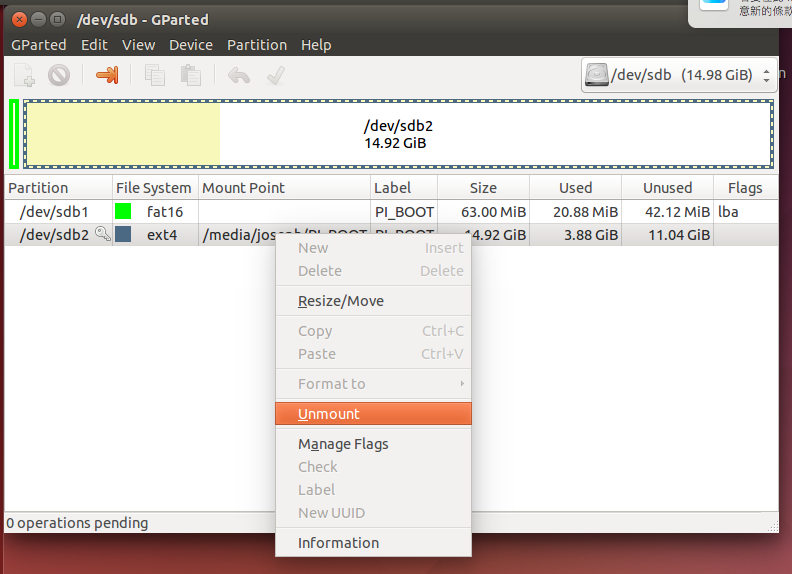 /dev/sdb - GParted
意新的條款
GParted Edit View Device Partition Help
/dev/sdb (14.98 GiB)
n
/dev/sdb2
14.92 GiB
Partition File System Mount Point Label Size Used Unused Flags
/dev/sdb1 fat16 PI_BOOT 63.00 MiB 20.88 MiB 42.12 MiB lba
/dev/sdb2 ext4 /media/joseph/PI_BOOT PI_BOOT 14.92 GiB 3.88 GiB 11.04 GiB
New Insert
Delete Delete
Resize/Move
Copy Ctrl+C
Paste Ctrl+V
Format to
Unmount
Manage Flags
Check
Label
New UUID
Information
0 operations pending